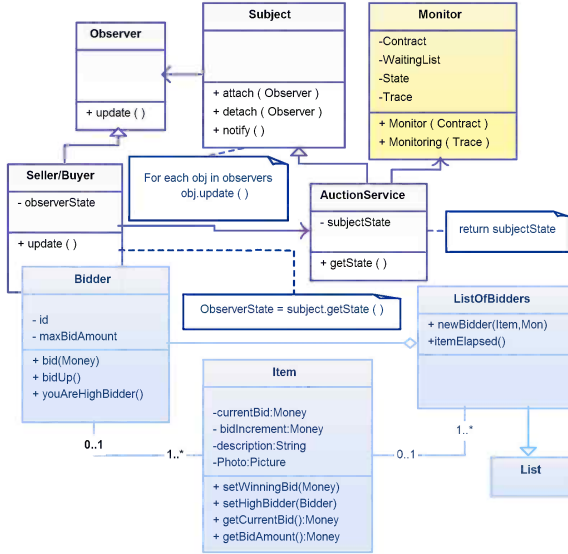 Observer
+ update ( )
Subject
+ attach ( Observer )
+ detach ( Observer )
+ notify ( )
Monitor
-Contract
-WaitingList
-State
-Trace
+ Monitor ( Contract )
+ Monitoring ( Trace )
Seller/Buyer
- observerState
+ update ( )
For each obj in observers
obj.update ( )
AuctionService
- subjectState
+ getState ( )
return subjectState
Bidder
- id
- maxBidAmount
+ bid(Money)
+ bidUp()
+ youAreHighBidder()
ObserverState = subject.getState ( )
ListOfBidders
+ newBidder(Item,Mon)
+itemElapsed()
Item
-currentBid:Money
- bidIncrement:Money
-description:String
-Photo:Picture
+ setWinningBid(Money)
+ setHighBidder(Bidder)
+ getCurrentBid():Money
+ getBidAmount():Money
0..1
1..*
0..1
1..*
List